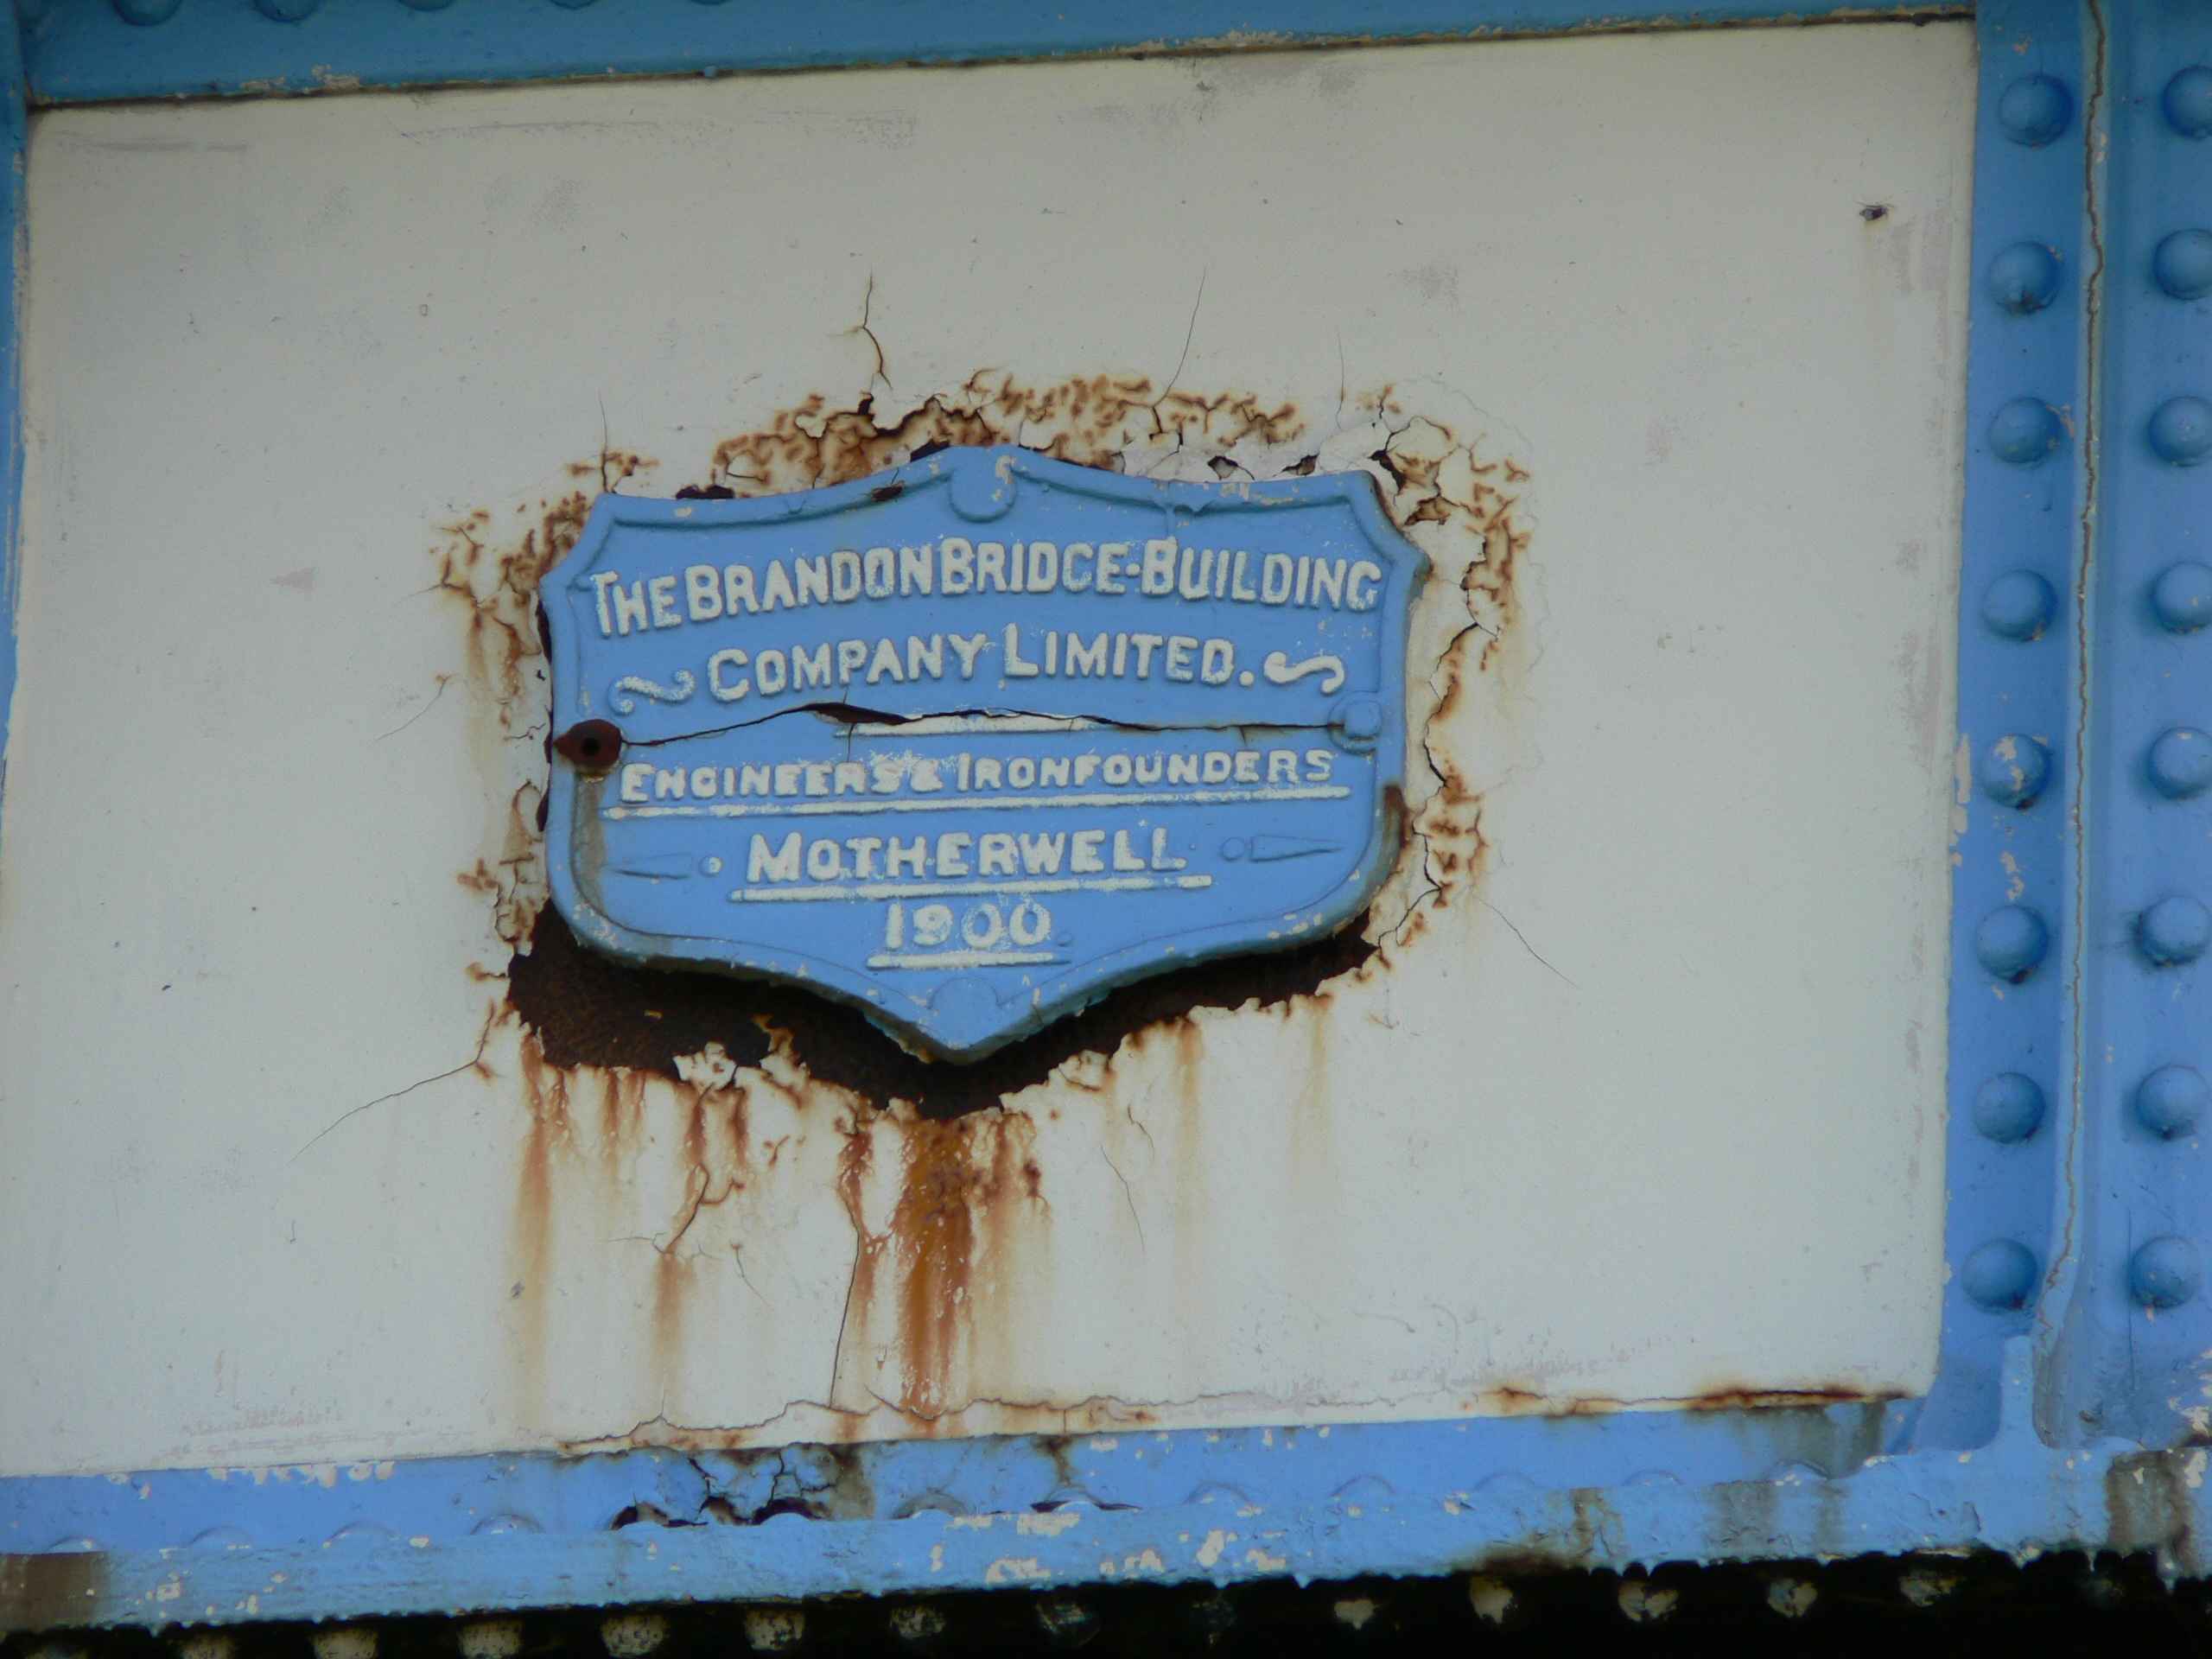 THE BRANDON BRIDGE-BUILDING
COMPANY LIMITED.
ENGINEERS & IRONFOUNDERS
MOTHERWELL
1900